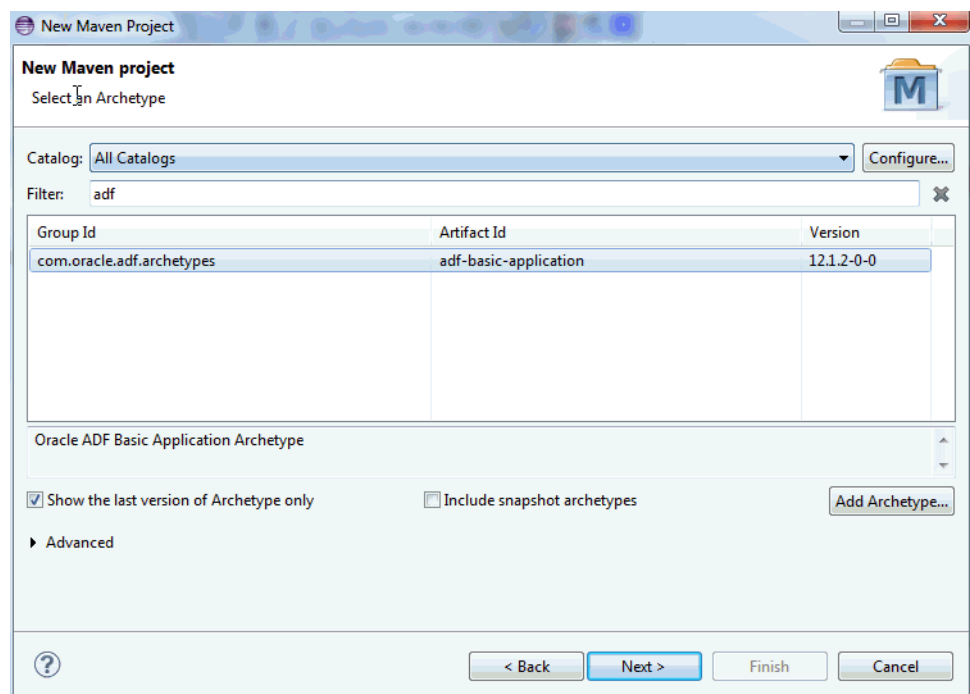 New Maven Project
New Maven project
Select an Archetype
M
Catalog: All Catalogs Configure...
Filter: adf
Group Id Artifact Id Version
com.oracle.adf.archetypes adf-basic-application 12.1.2-0-0
Oracle ADF Basic Application Archetype
Show the last version of Archetype only Include snapshot archetypes Add Archetype...
Advanced
? < Back Next > Finish Cancel